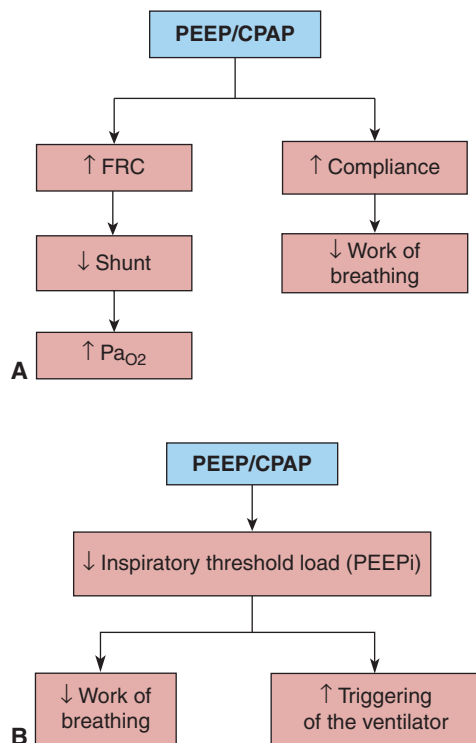 PEEP/CPAP
↑ FRC
↑ Compliance
↓ Shunt
↓ Work of
breathing
↑ PaO2
A
PEEP/CPAP
↓ Inspiratory threshold load (PEEPi)
↓ Work of
breathing
↑ Triggering
of the ventilator
B